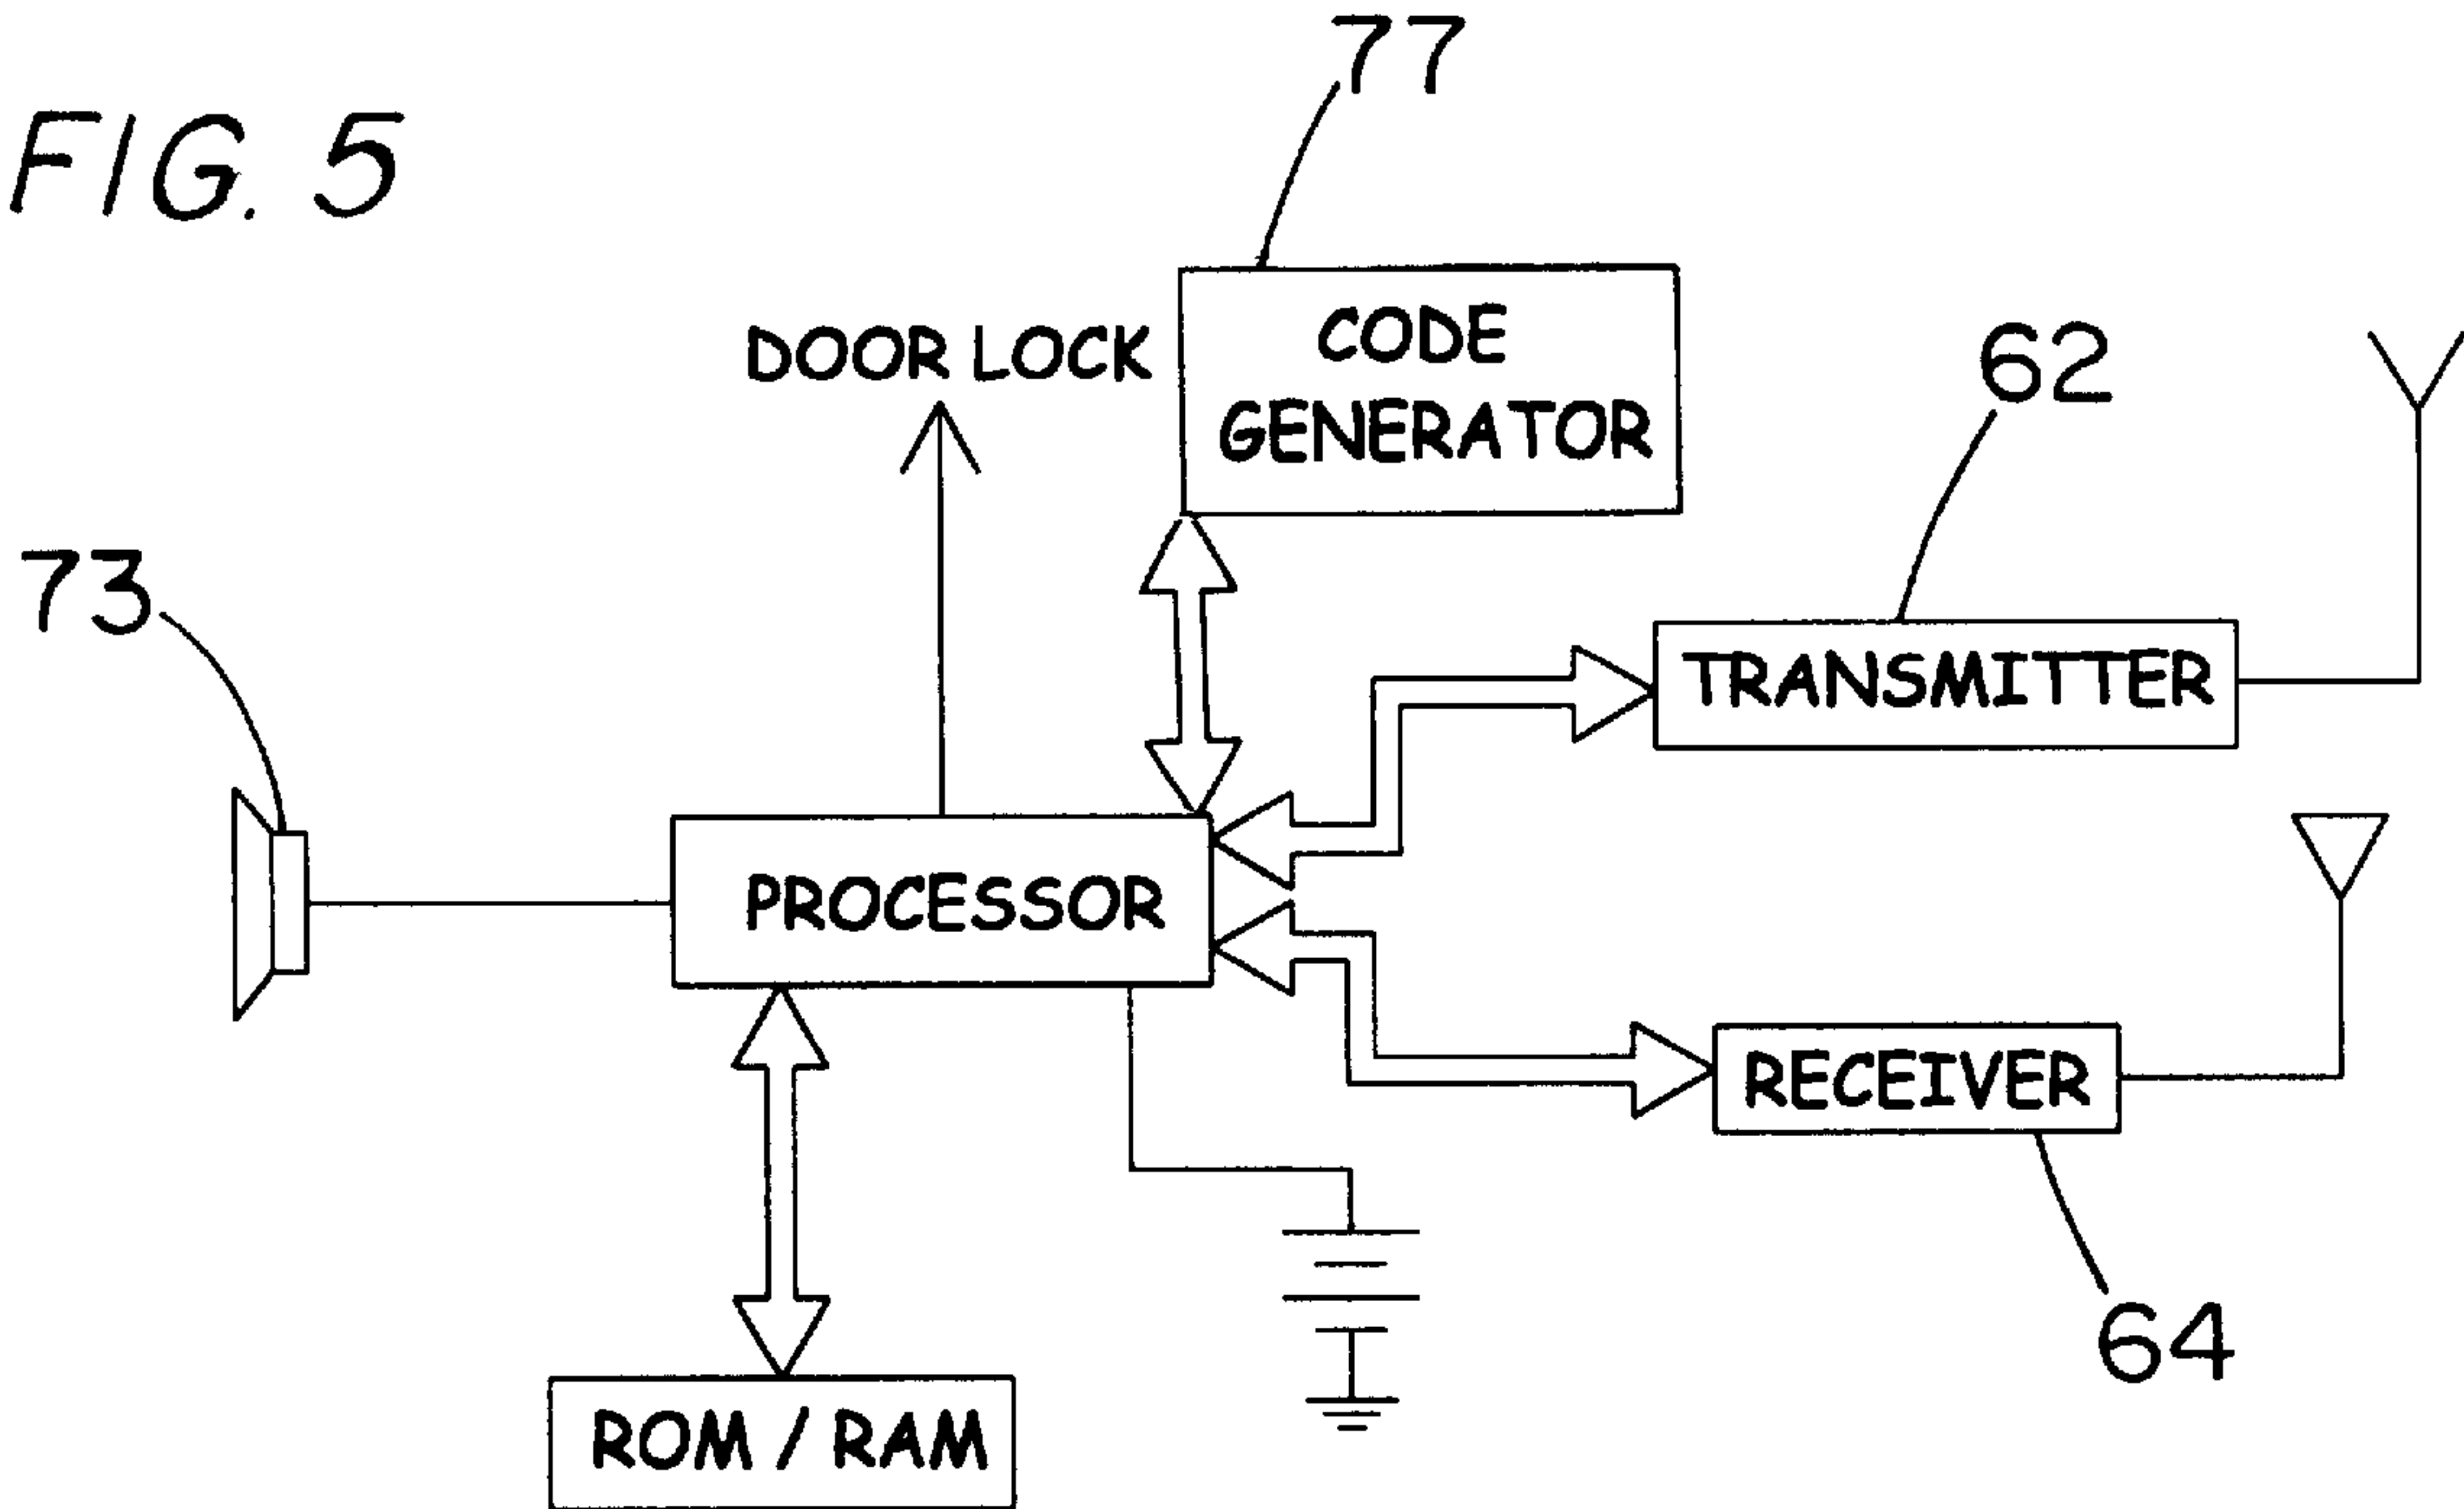 77
FIG. 5
DOOR LOCK
CODE
GENERATOR
62
73
TRANSMITTER
PROCESSOR
RECEIVER
64
ROM / RAM